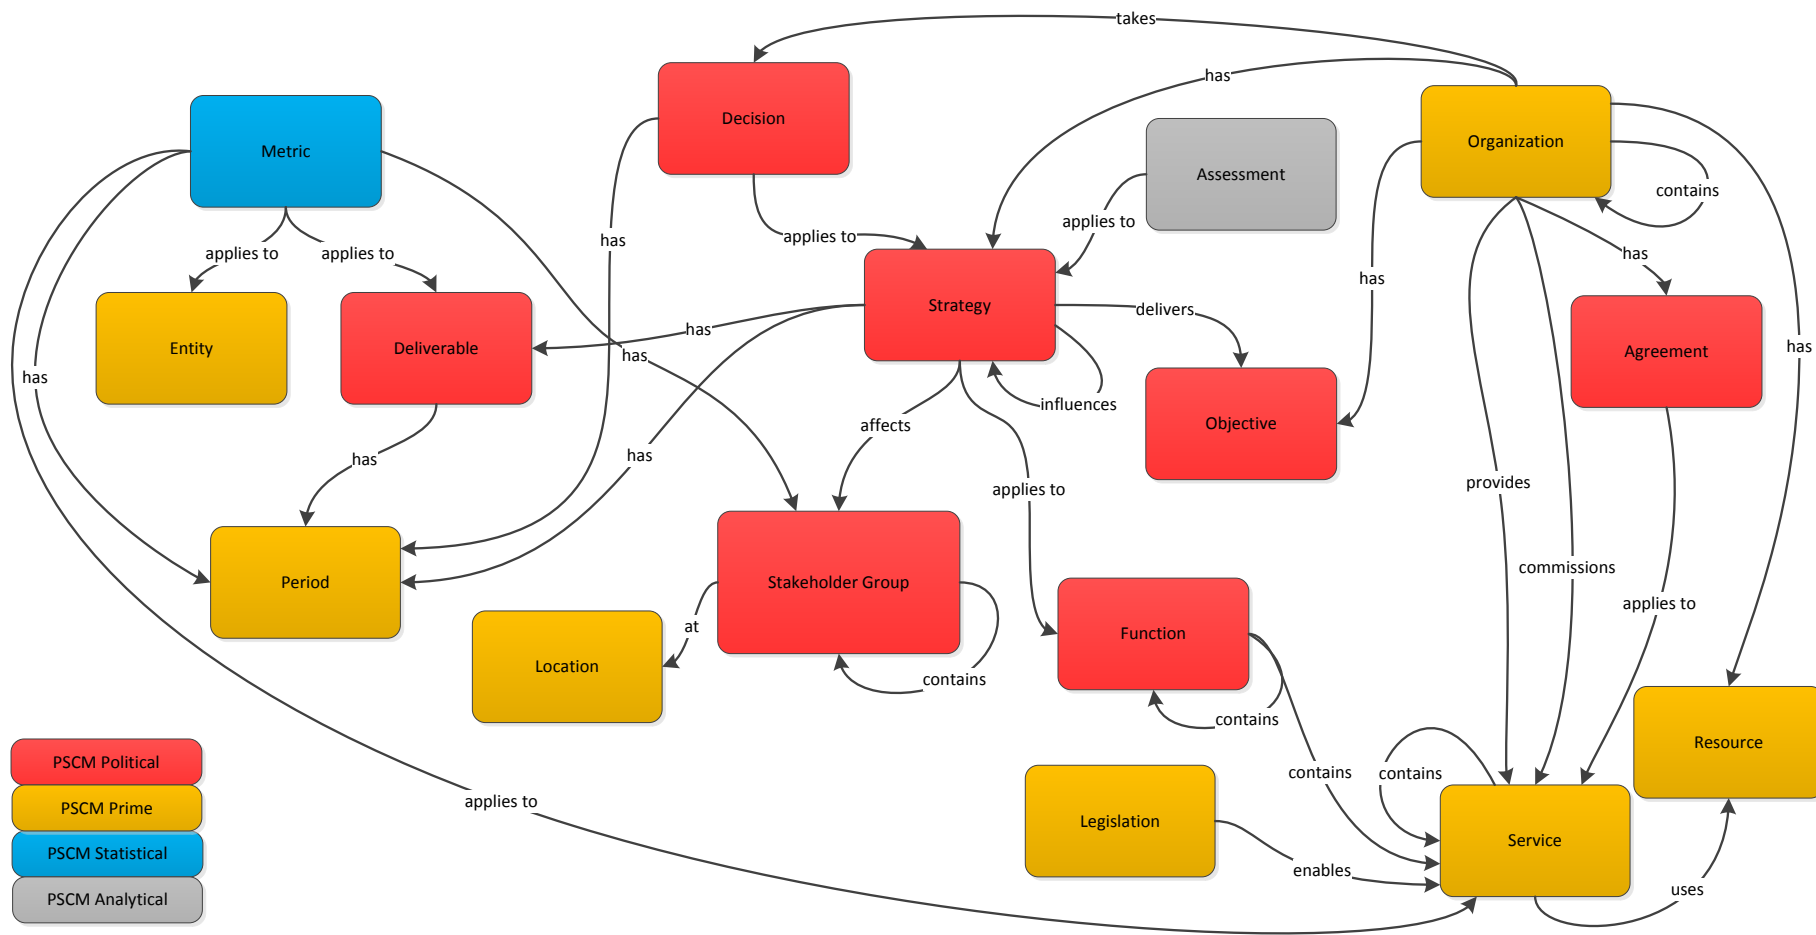 takes
has
Decision
Organization
Metric
Assessment
contains
applies to
applies to
has
applies to
applies to
has
has
Strategy
delivers
has
Entity
Deliverable
has
has
Agreement
has
has
influences
Objective
affects
has
has
applies to
provides
commissions
Period
Stakeholder Group
applies to
at
Function
Location
contains
contains
Resource
PSCM Political
contains
contains
PSCM Prime
applies to
Legislation
Service
PSCM Statistical
enables
uses
PSCM Analytical